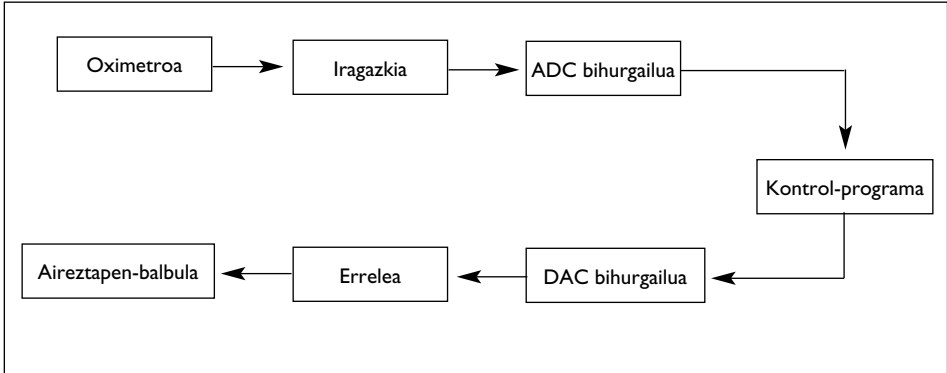 Oximetroa
Iragazkia
ADC bihurgailua
Kontrol-programa
DAC bihurgailua
Errelea
Aireztapen-balbula